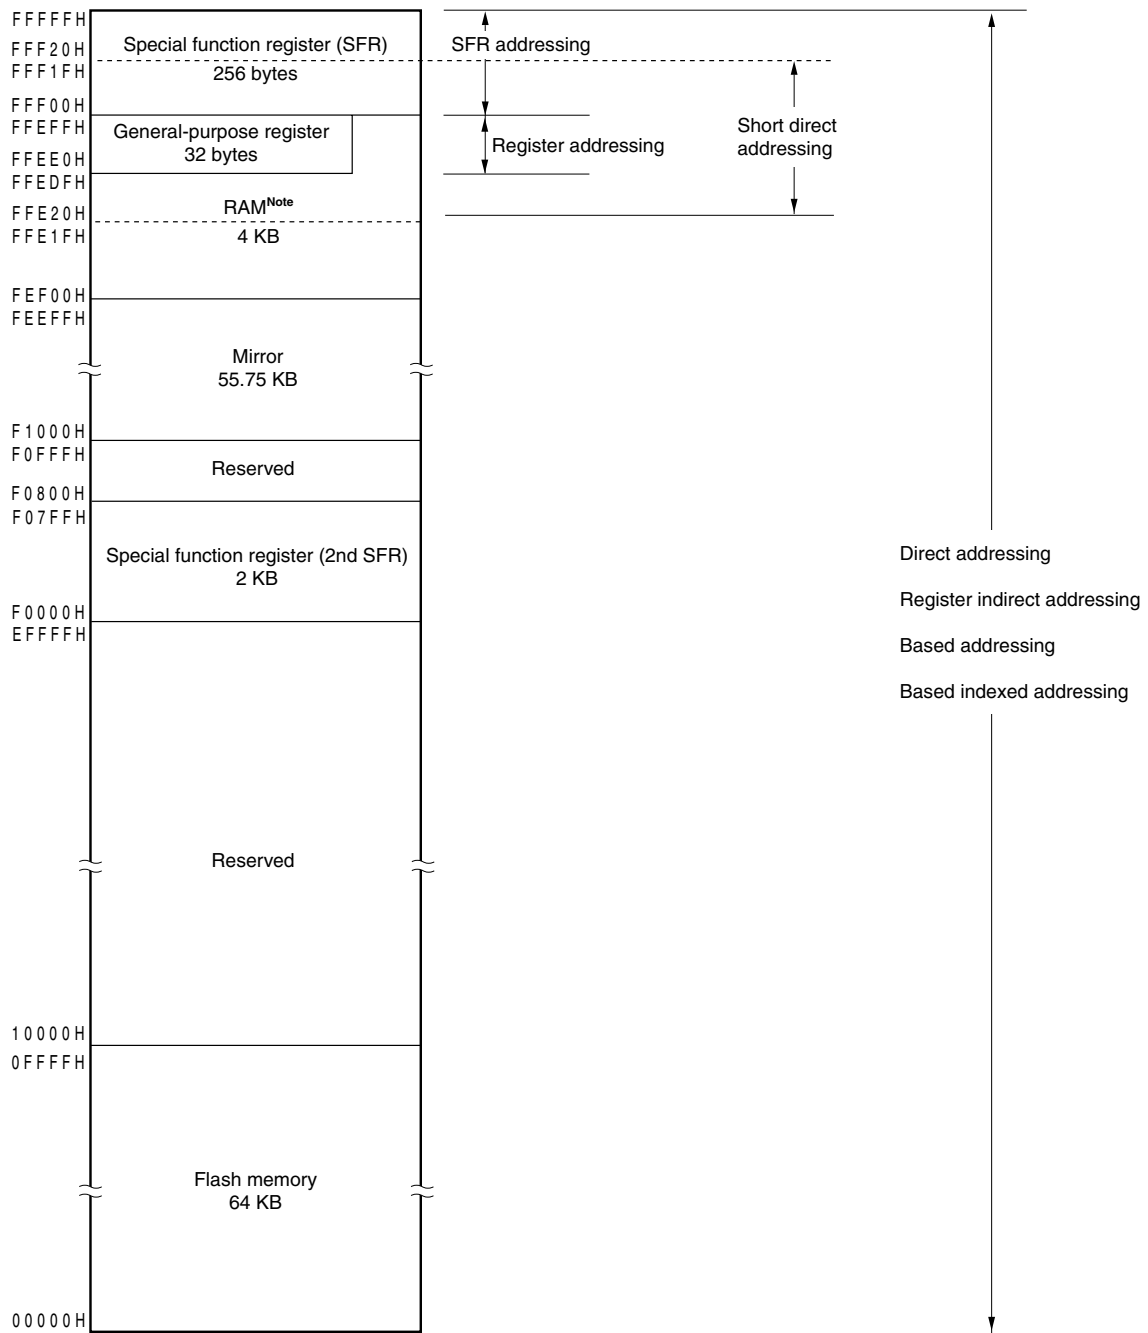 FFFFFH
FFF20H
FFF1FH
FFF00H
FFEFFH
FFEE0H
FFEDFH
FFE20H
FFE1FH
FEF00H
FEEFFH
F1000H
F0FFFH
F0800H
F07FFH
F0000H
EFFFFH
10000H
0FFFFH
00000H
Special function register (SFR)
256 bytes
General-purpose register
32 bytes
RAMNote
4 KB
Mirror
55.75 KB
Reserved
Special function register (2nd SFR)
2 KB
Reserved
Flash memory
64 KB
SFR addressing
Register addressing
Short direct
addressing
Direct addressing
Register indirect addressing
Based addressing
Based indexed addressing